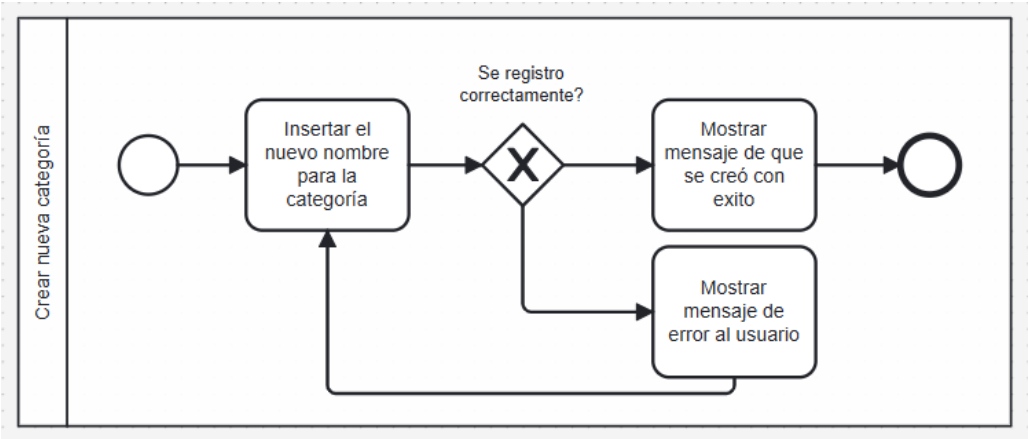 Crear nueva categoría
Insertar el
nuevo nombre
para la
categoría
Se registro
correctamente?
X
Mostrar
mensaje de que
se creó con
exito
Mostrar
mensaje de
error al usuario